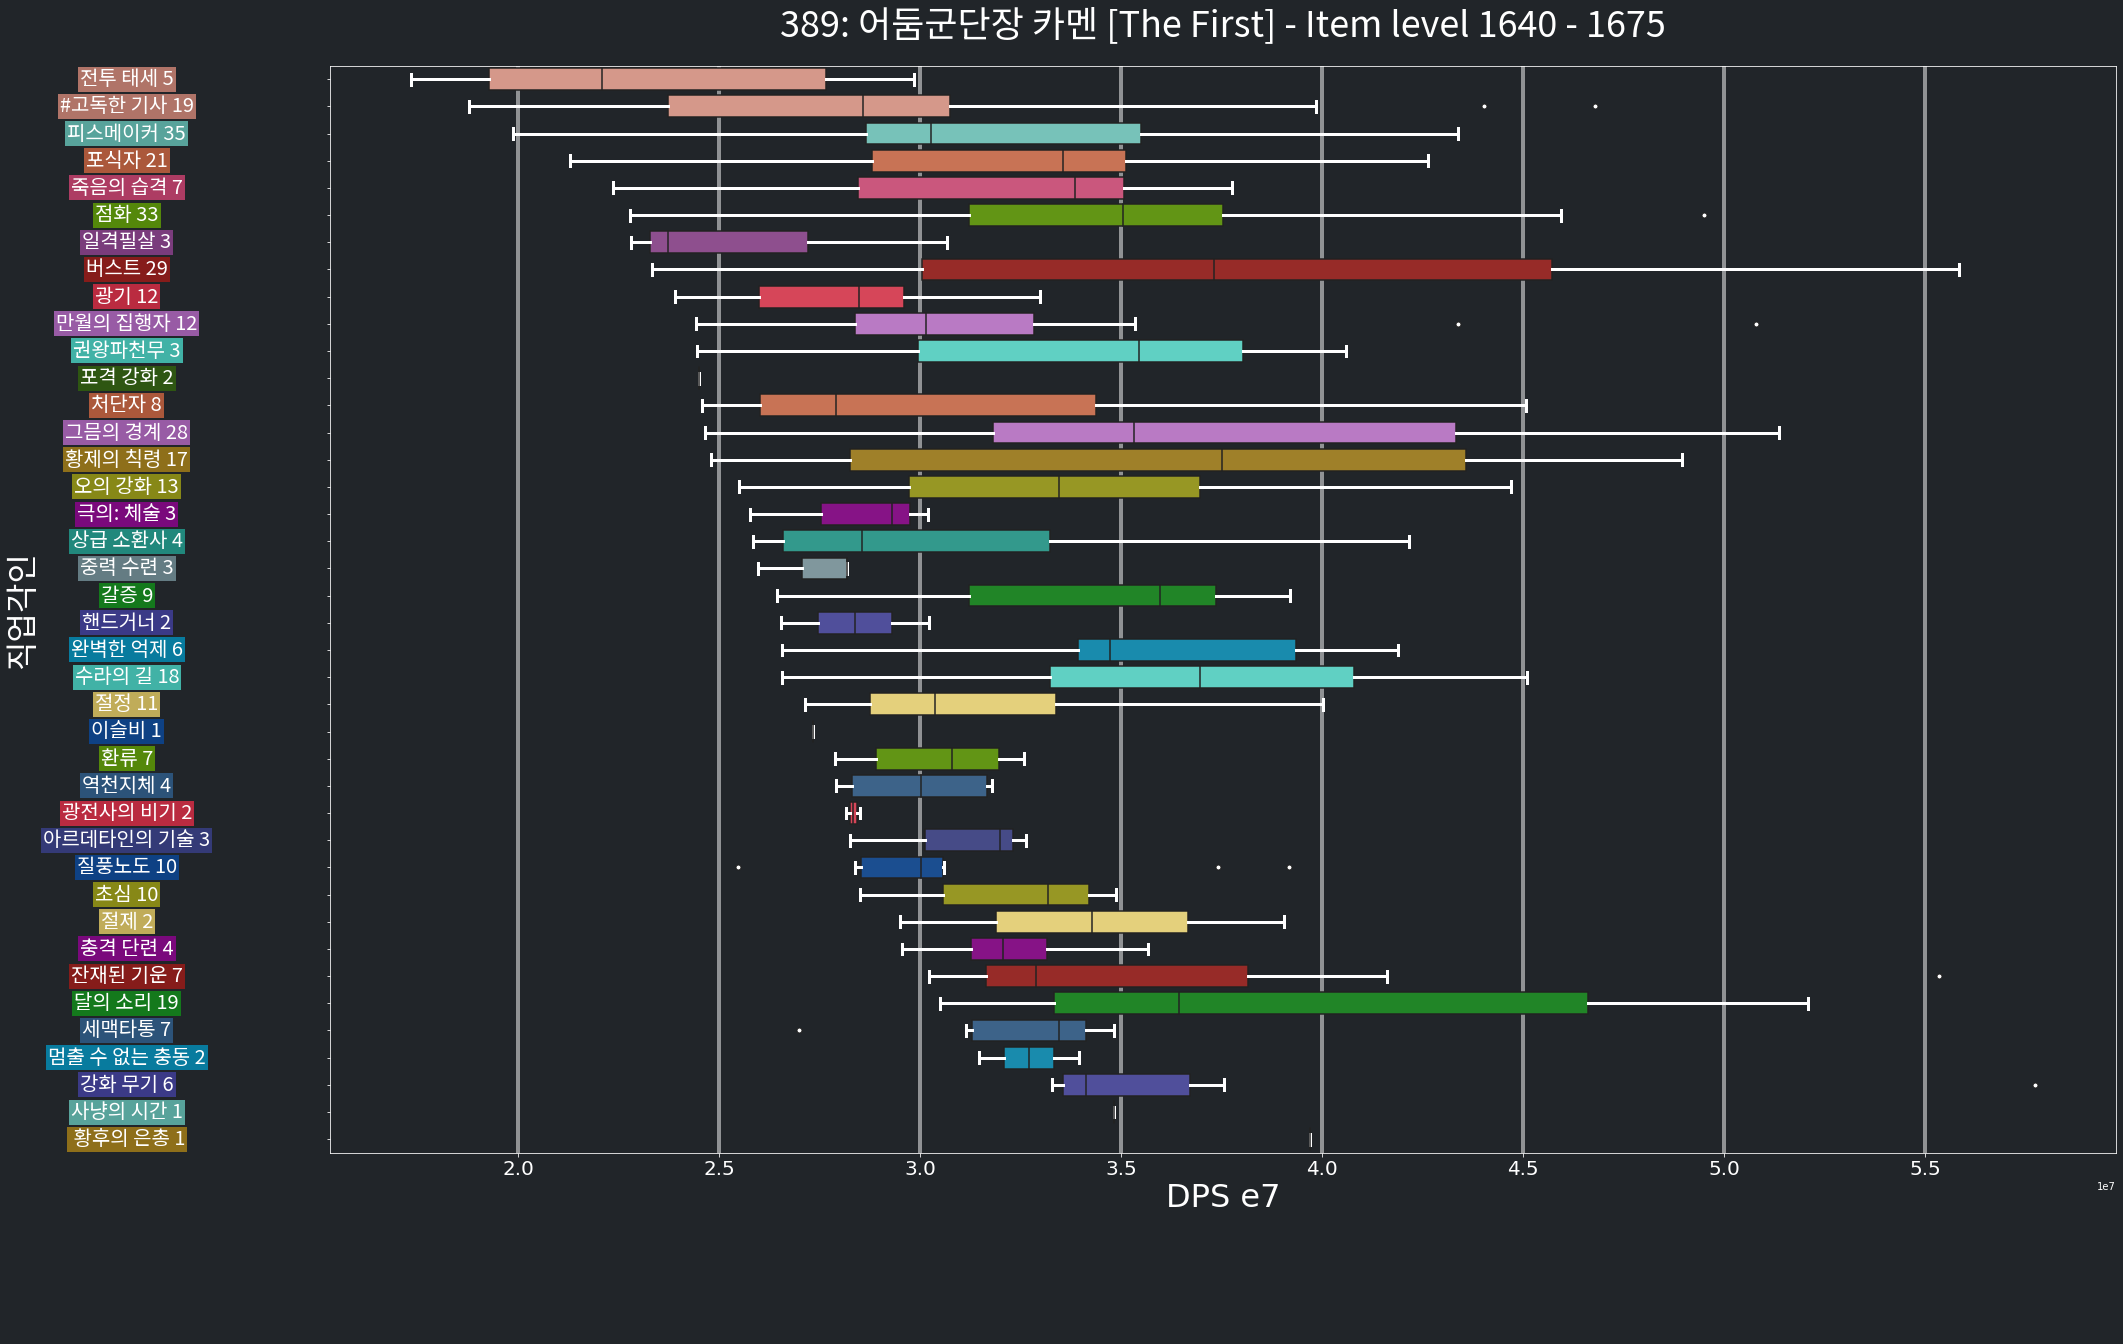 389: 어둠군단장 카멘 [The First] - Item level 1640 - 1675
직업각인
전투 태세 5
#고독한 기사 19
피스메이커 35
포식자 21
죽음의 습격 7
점화 33
일격필살 3
버스트 29
광기 12
만월의 집행자 12
권왕파천무 3
포격 강화 2
처단자 8
그믐의 경계 28
황제의 칙령 17
오의 강화 13
극의: 체술 3
상급 소환사 4
중력 수련 3
갈증 9
핸드거너 2
완벽한 억제 6
수라의 길 18
절정 11
이슬비 1
환류 7
역천지체 4
광전사의 비기 2
아르데타인의 기술 3
질풍노도 10
초심 10
절제 2
충격 단련 4
잔재된 기운 7
달의 소리 19
세맥타통 7
멈출 수 없는 충동 2
강화 무기 6
사냥의 시간 1
황후의 은총 1
2.0 2.5 3.0 3.5 4.0 4.5 5.0 5.5
1e7
DPS e7